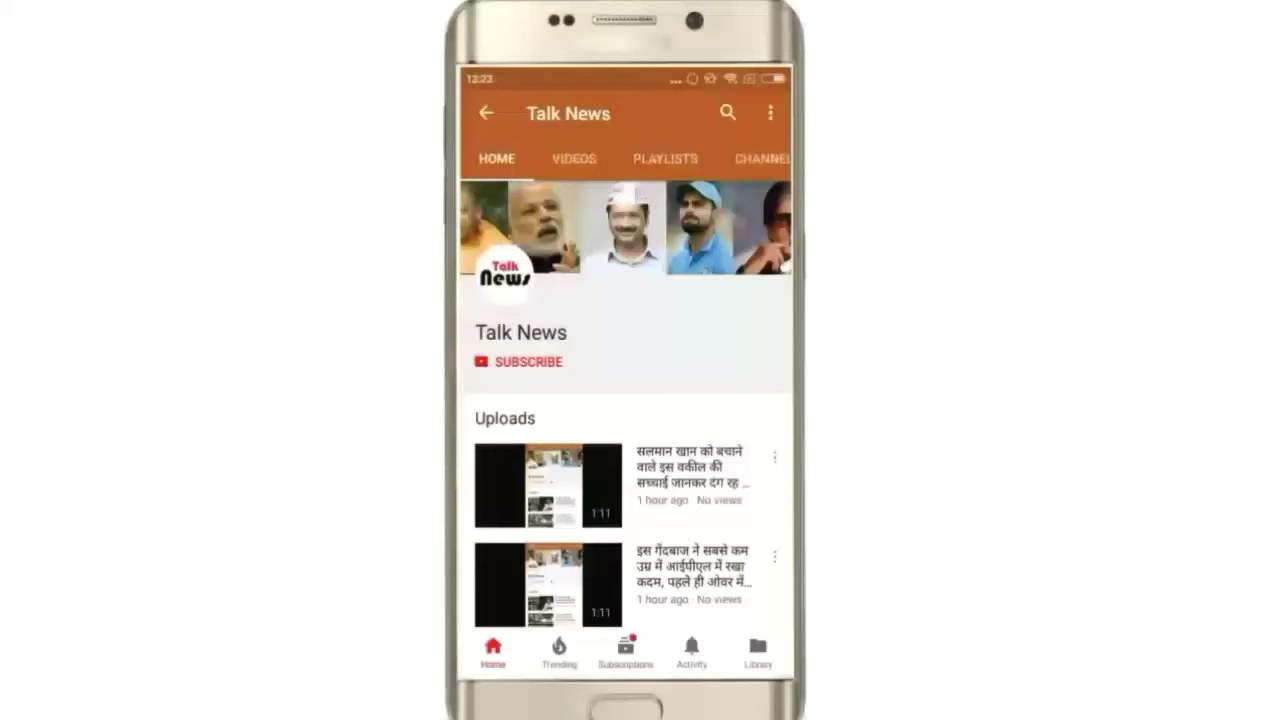 12:23
Talk News
HOME VIDEOS PLAYLISTS CHANNEL
Talk
News
Talk News
SUBSCRIBE
Uploads
सलमान खान को बचाने
वाले इस वकील की
सच्चाई जानकर दंग रह ...
1 hour ago · No views
1:11
इस गेंदबाज ने सबसे कम
उम्र में आईपीएल में रखा
कदम, पहले ही ओवर में...
1 hour ago · No views
1:11
Home Trending Subscriptions Activity Library